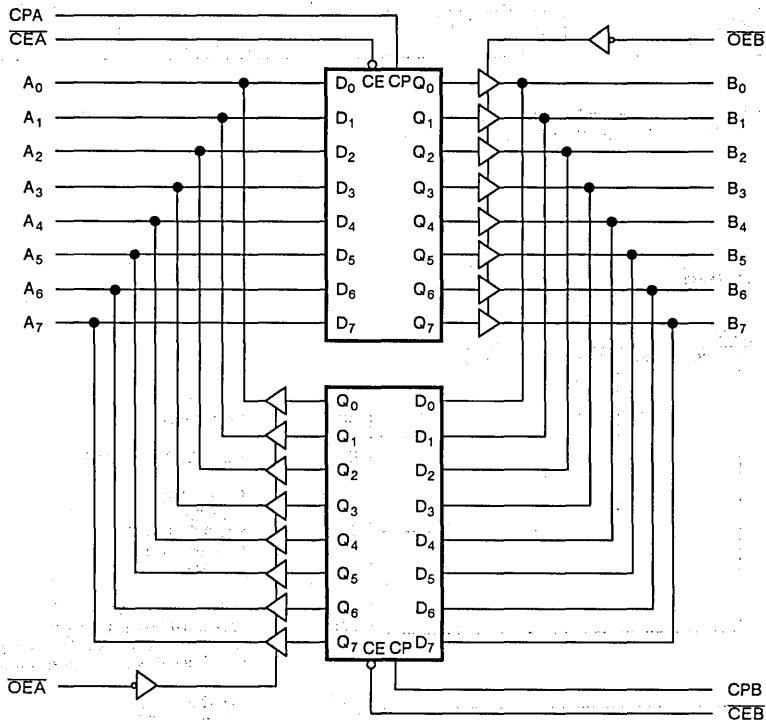 CPA
CEA
OEB
A0 D0 CE CP Q0 B0
A1 D1 Q1 B1
A2 D2 Q2 B2
A3 D3 Q3 B3
A4 D4 Q4 B4
A5 D5 Q5 B5
A6 D6 Q6 B6
A7 D7 Q7 B7
Q0 D0
Q1 D1
Q2 D2
Q3 D3
Q4 D4
Q5 D5
Q6 D6
Q7 CE CP D7
OEA
CPB
CEB